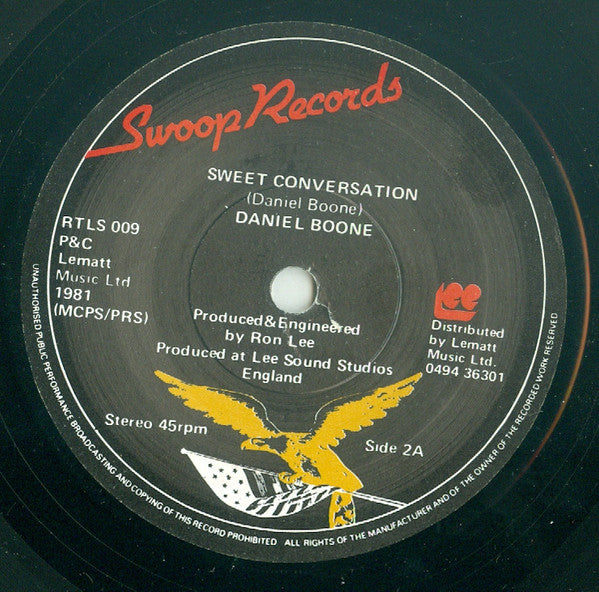 Swoop Records
SWEET CONVERSATION
(Daniel Boone)
DANIEL BOONE
RTLS 009
P&C
Lematt
Music Ltd
1981
(MCPS/PRS)
Produced&Engineered
by Ron Lee
Produced at Lee Sound Studios
England
Lee
Distributed
by Lematt
Music Ltd.
0494 36301
Stereo 45rpm
Side 2A
UNAUTHORISED PUBLIC PERFORMANCE BROADCASTING AND COPYING OF THIS RECORD PROHIBITED ALL RIGHTS OF THE MANUFACTURER AND OF THE OWNER OF THE RECORDED WORK RESERVED